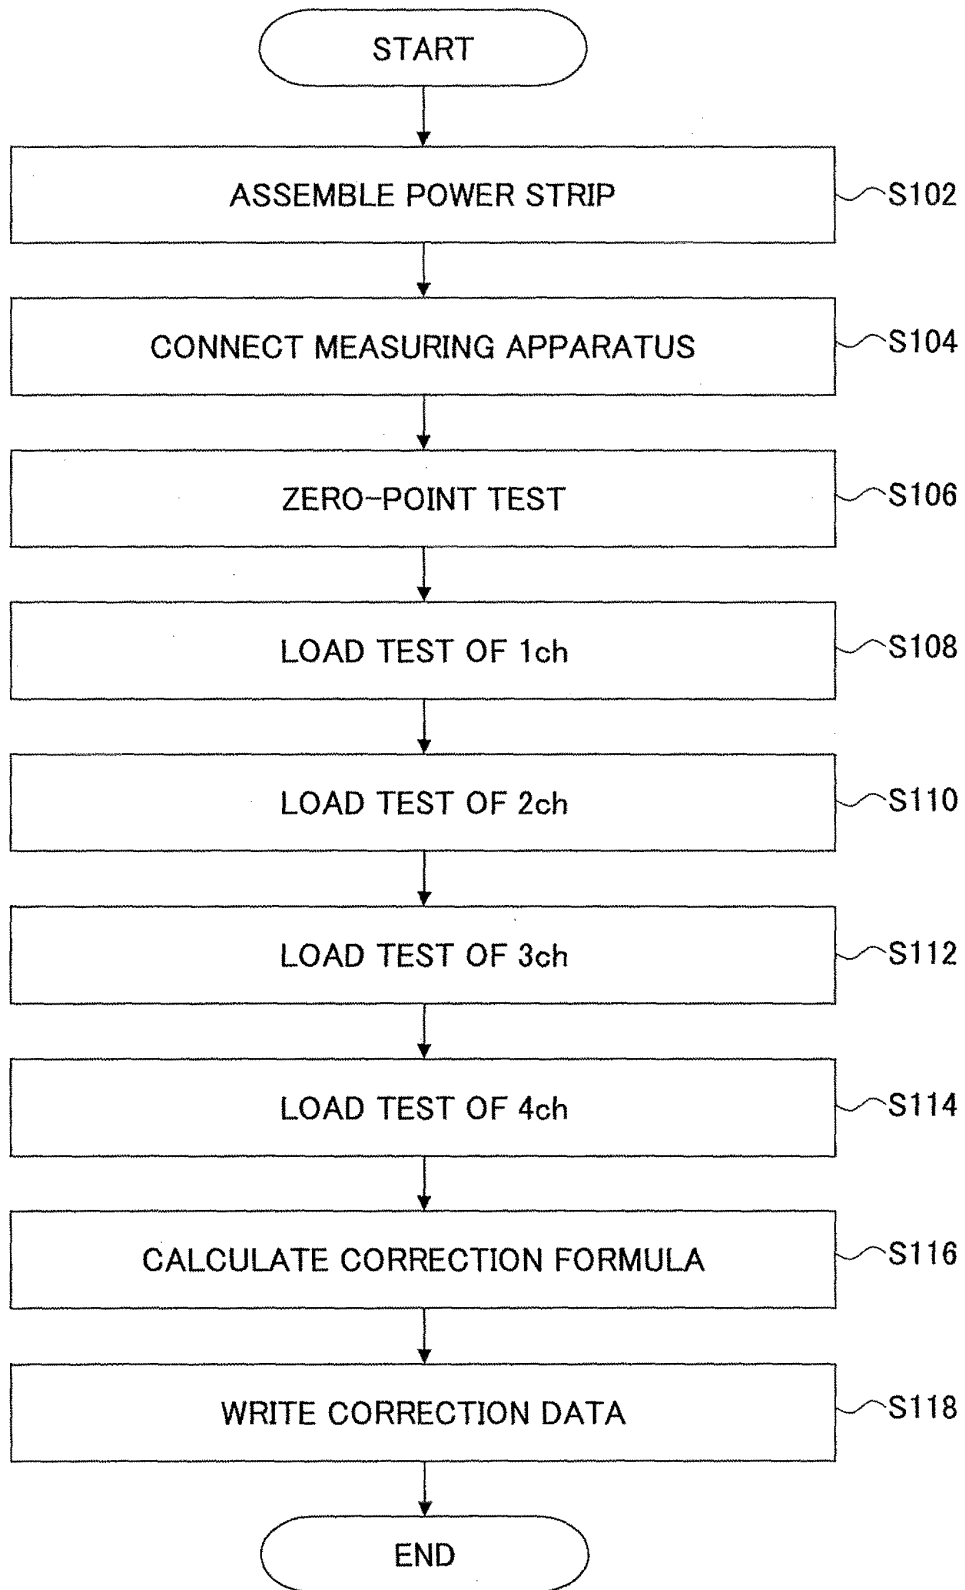 START
ASSEMBLE POWER STRIP
S102
CONNECT MEASURING APPARATUS
S104
ZERO-POINT TEST
S106
LOAD TEST OF 1ch
S108
LOAD TEST OF 2ch
S110
LOAD TEST OF 3ch
S112
LOAD TEST OF 4ch
S114
CALCULATE CORRECTION FORMULA
S116
WRITE CORRECTION DATA
S118
END